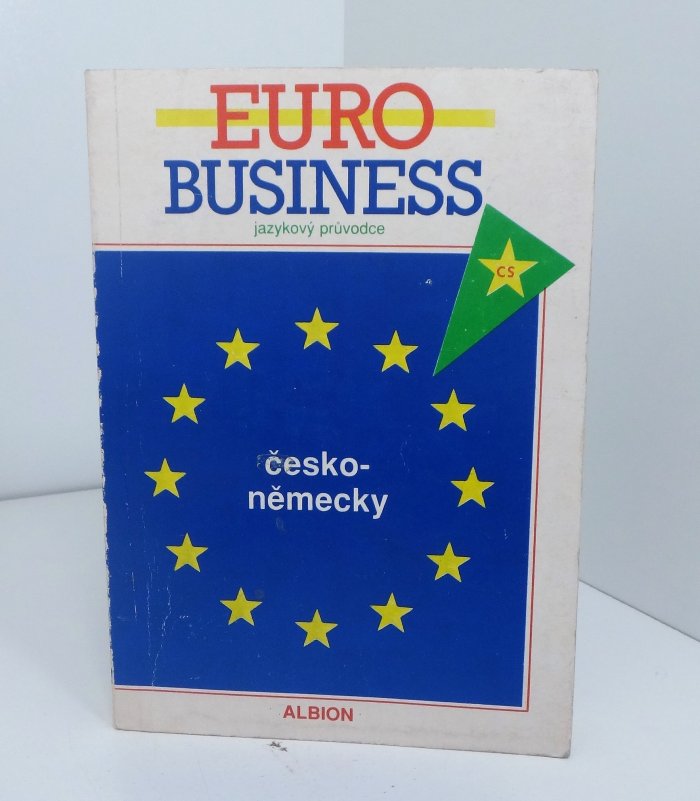 EURO
BUSINESS
jazykový průvodce
CS
česko-
německy
ALBION